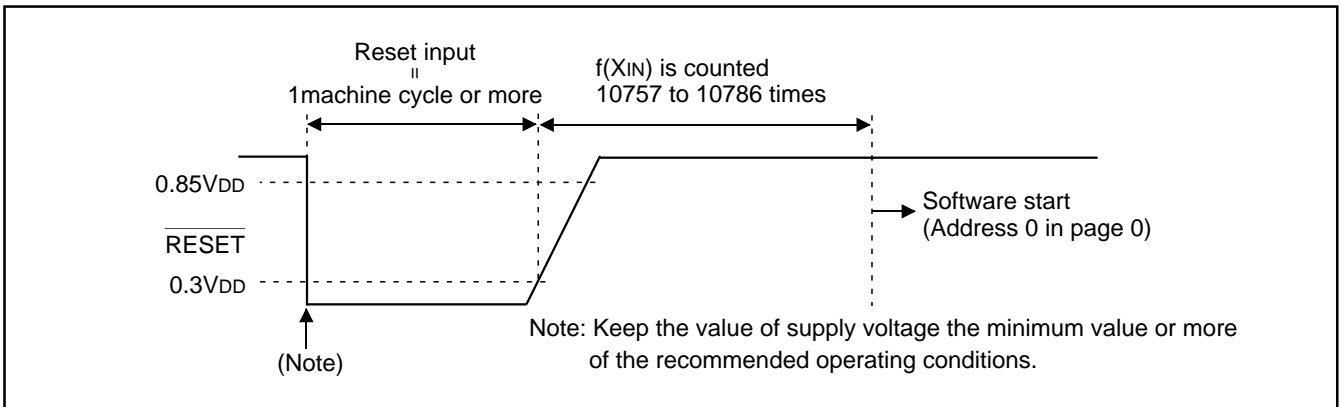 Reset input
=
1machine cycle or more
f(XIN) is counted
10757 to 10786 times
0.85VDD
RESET
0.3VDD
Software start
(Address 0 in page 0)
(Note)
Note: Keep the value of supply voltage the minimum value or more
of the recommended operating conditions.